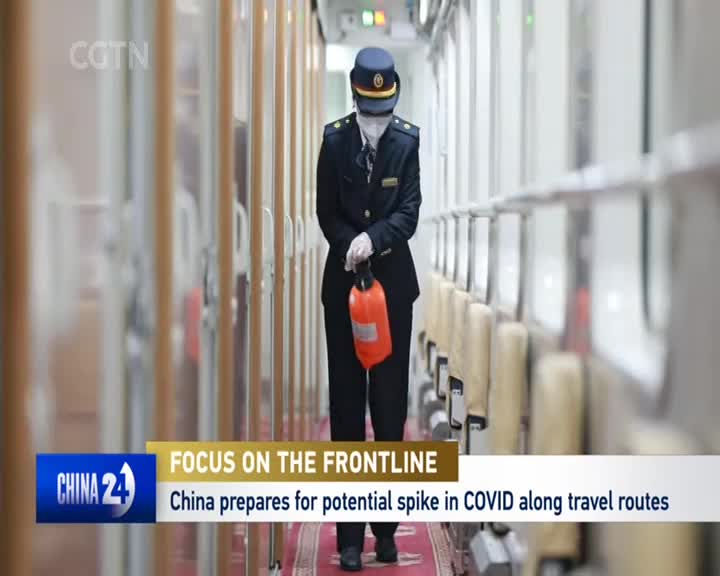 CGTN
FOCUS ON THE FRONTLINE
CHINA 24
China prepares for potential spike in COVID along travel routes